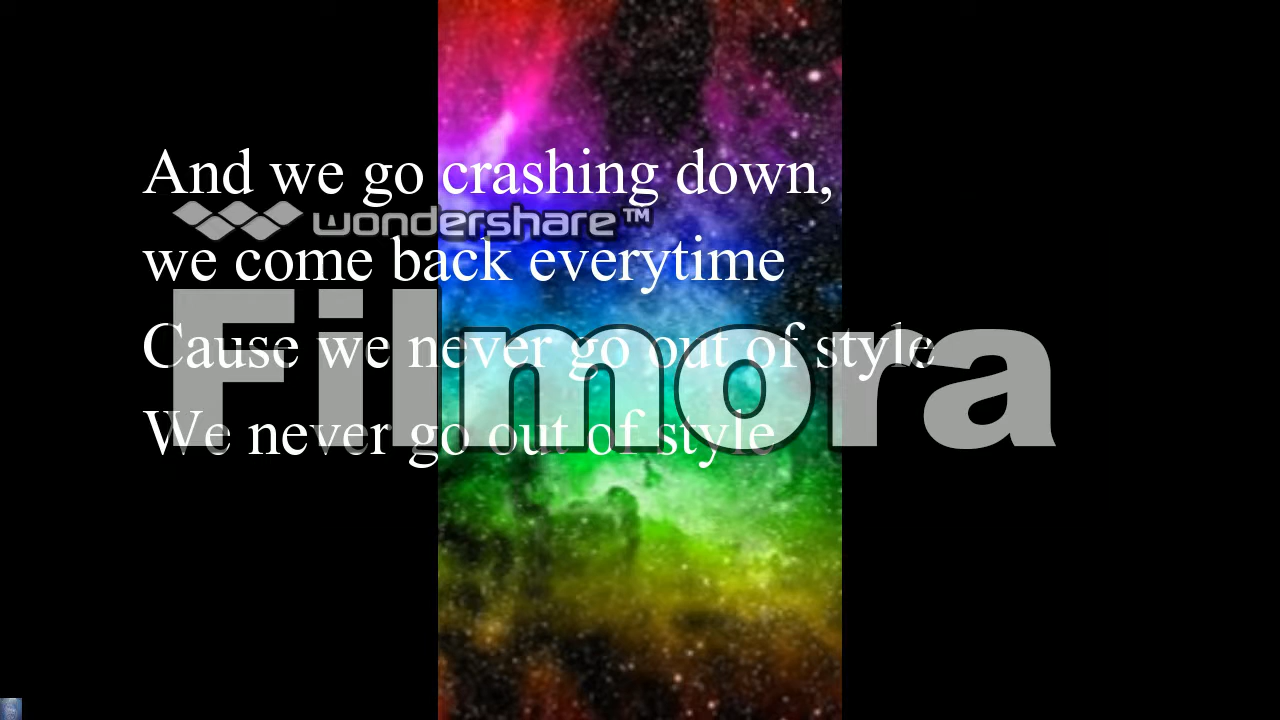 And we go crashing down,
wondershare™
we come back everytime
Filmora
Cause we never go out of style
We never go out of style